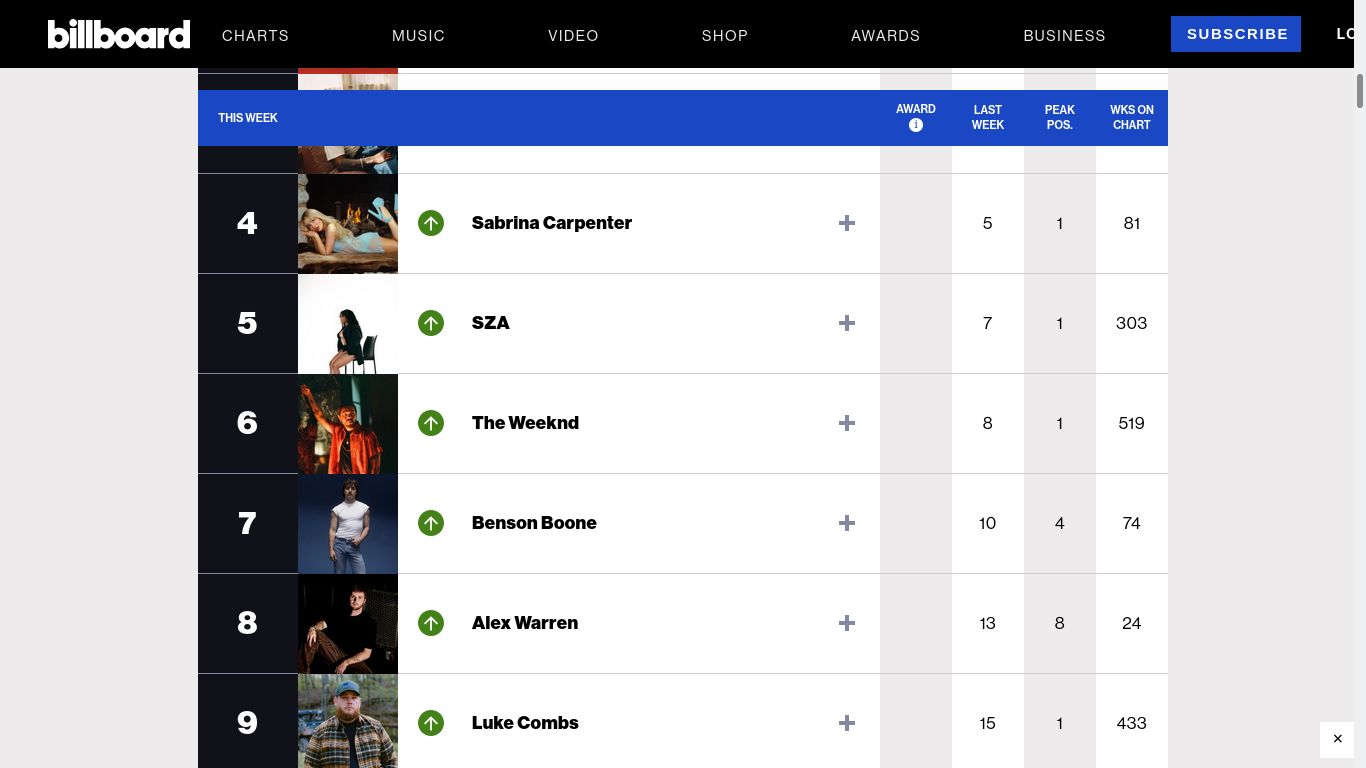 billboard CHARTS MUSIC VIDEO SHOP AWARDS BUSINESS SUBSCRIBE LO
THIS WEEK AWARD i LAST WEEK PEAK POS. WKS ON CHART
4 Sabrina Carpenter + 5 1 81
5 SZA + 7 1 303
6 The Weeknd + 8 1 519
7 Benson Boone + 10 4 74
8 Alex Warren + 13 8 24
9 Luke Combs + 15 1 433
×